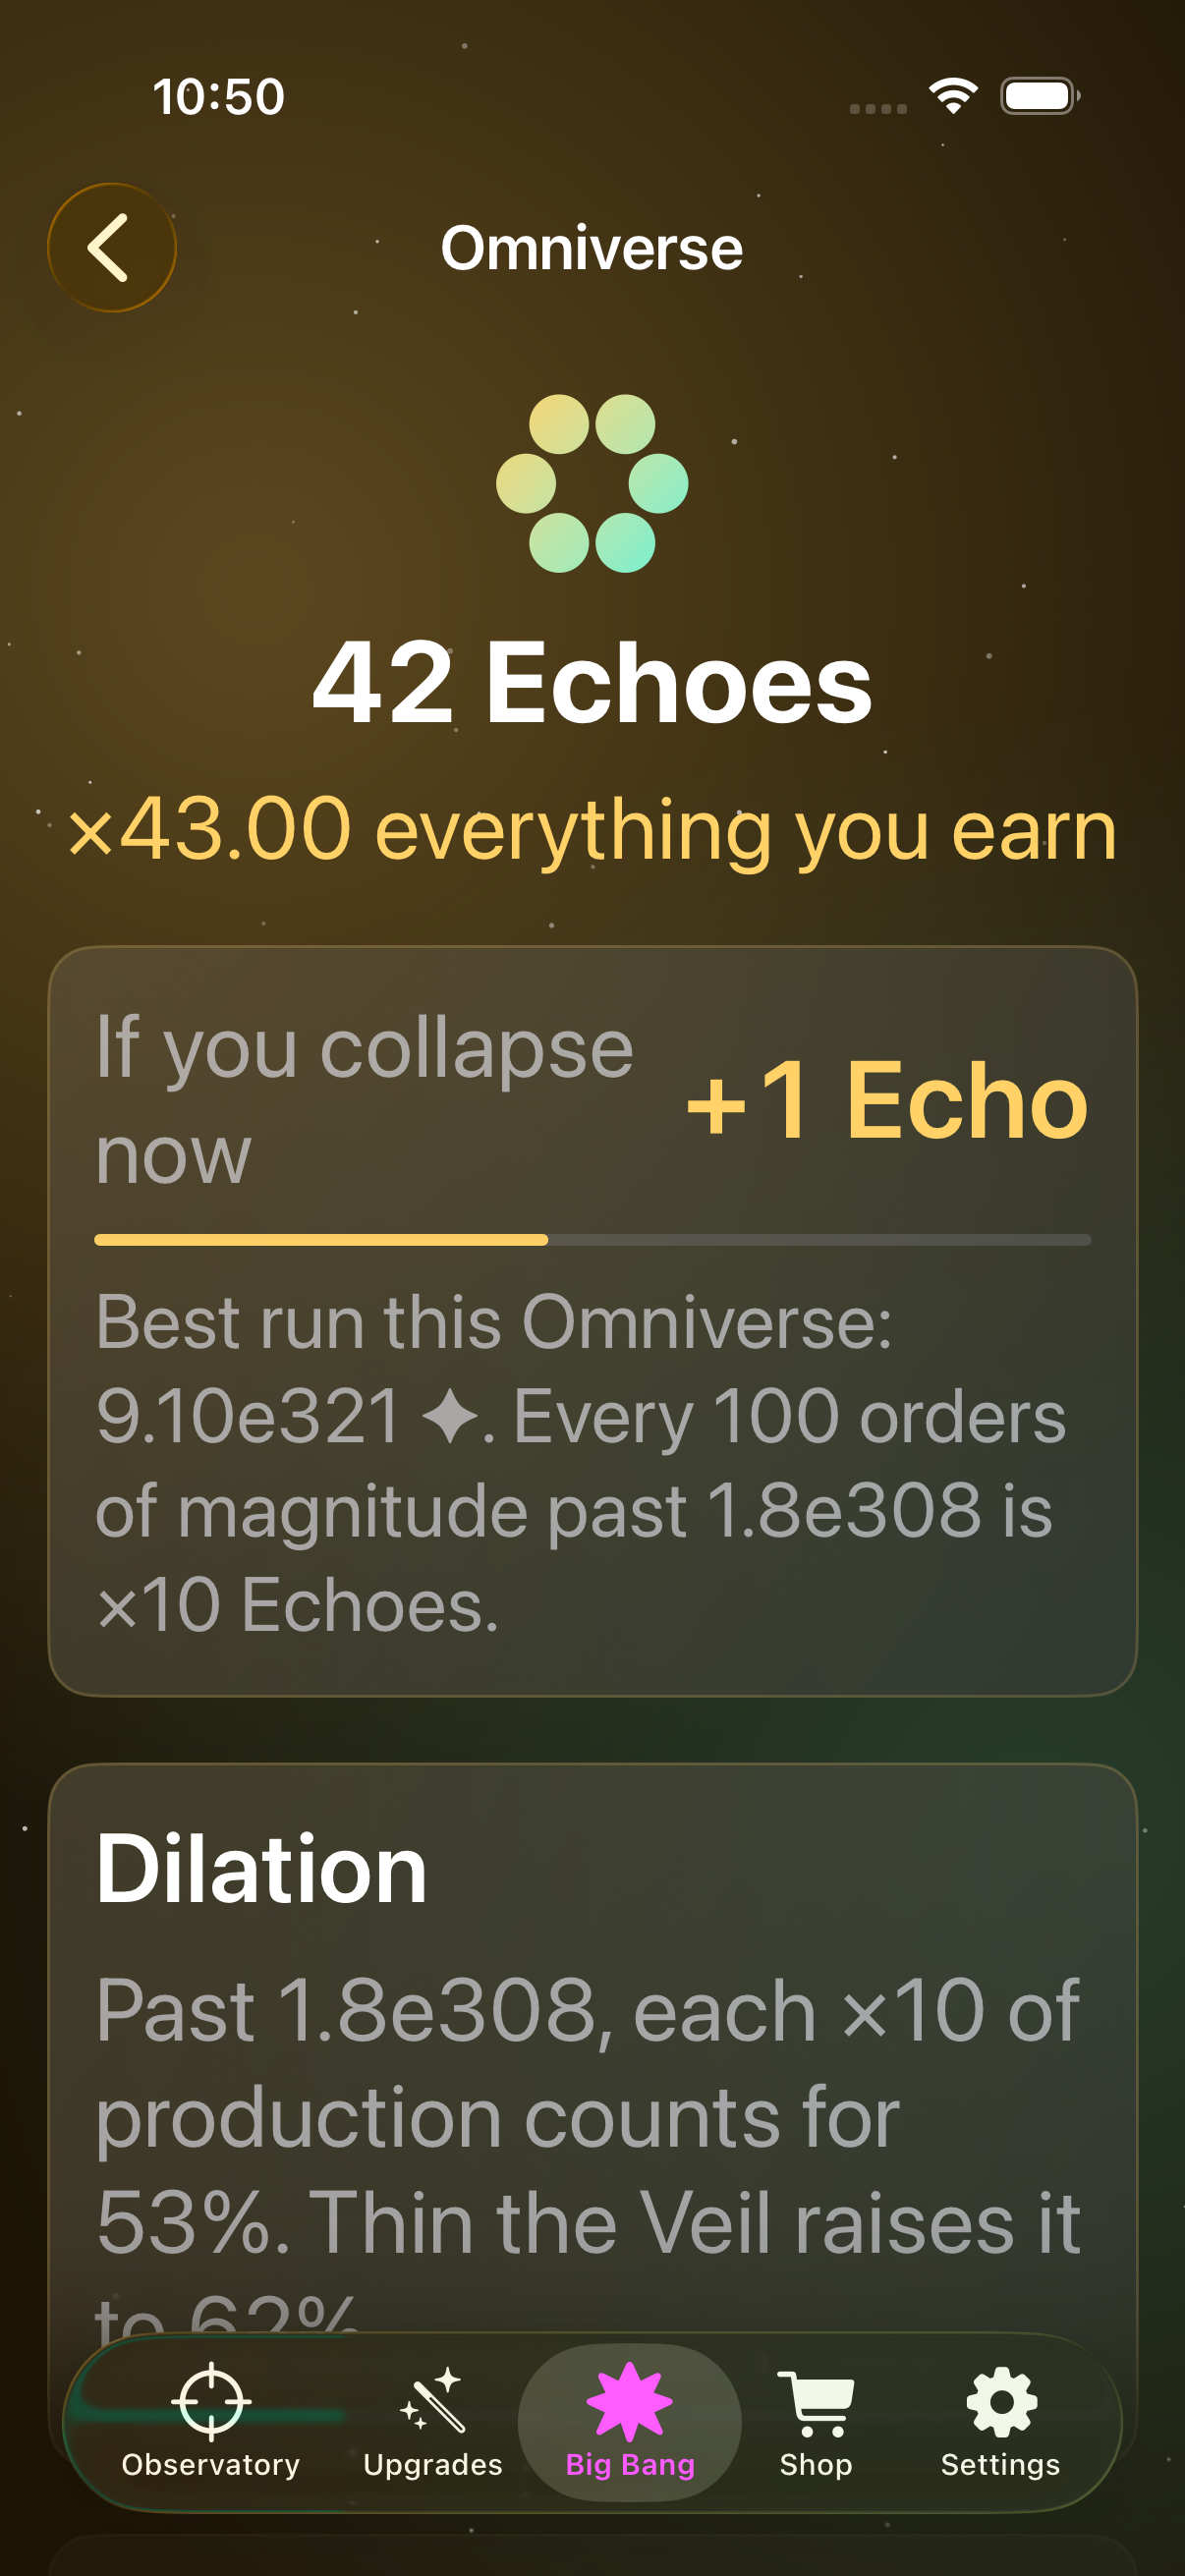 10:50
Omniverse
42 Echoes
×43.00 everything you earn
If you collapse
now
+1 Echo
Best run this Omniverse:
9.10e321 ✦. Every 100 orders
of magnitude past 1.8e308 is
×10 Echoes.
Dilation
Past 1.8e308, each ×10 of
production counts for
53%. Thin the Veil raises it
to 62%
Observatory
Upgrades
Big Bang
Shop
Settings